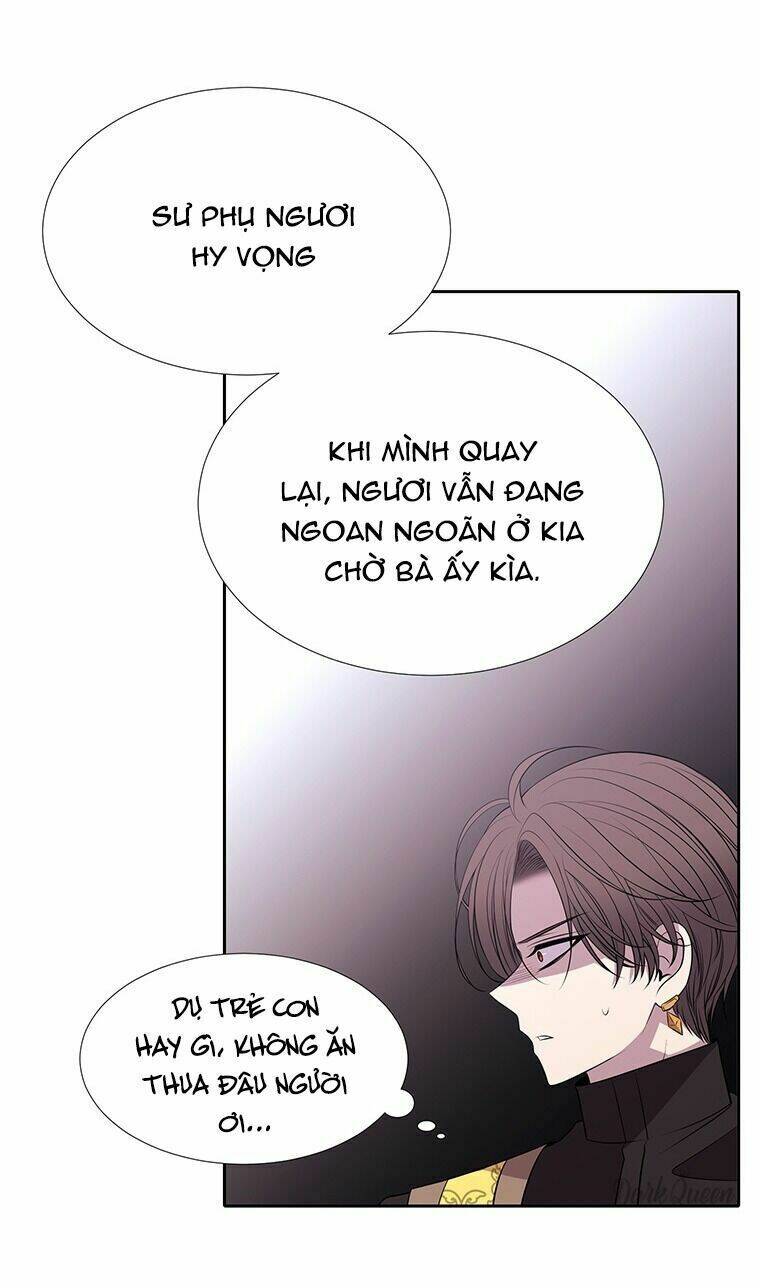 SƯ PHỤ NGƯƠI
HY VỌNG
KHI MÌNH QUAY
LẠI, NGƯƠI VẪN ĐANG
NGOAN NGOÃN Ở KIA
CHỜ BÀ ẤY KÌA.
DỤ TRẺ CON
HAY GÌ, KHÔNG ĂN
THUA ĐÂU NGƯỜI
ƠI...
DarkQueen